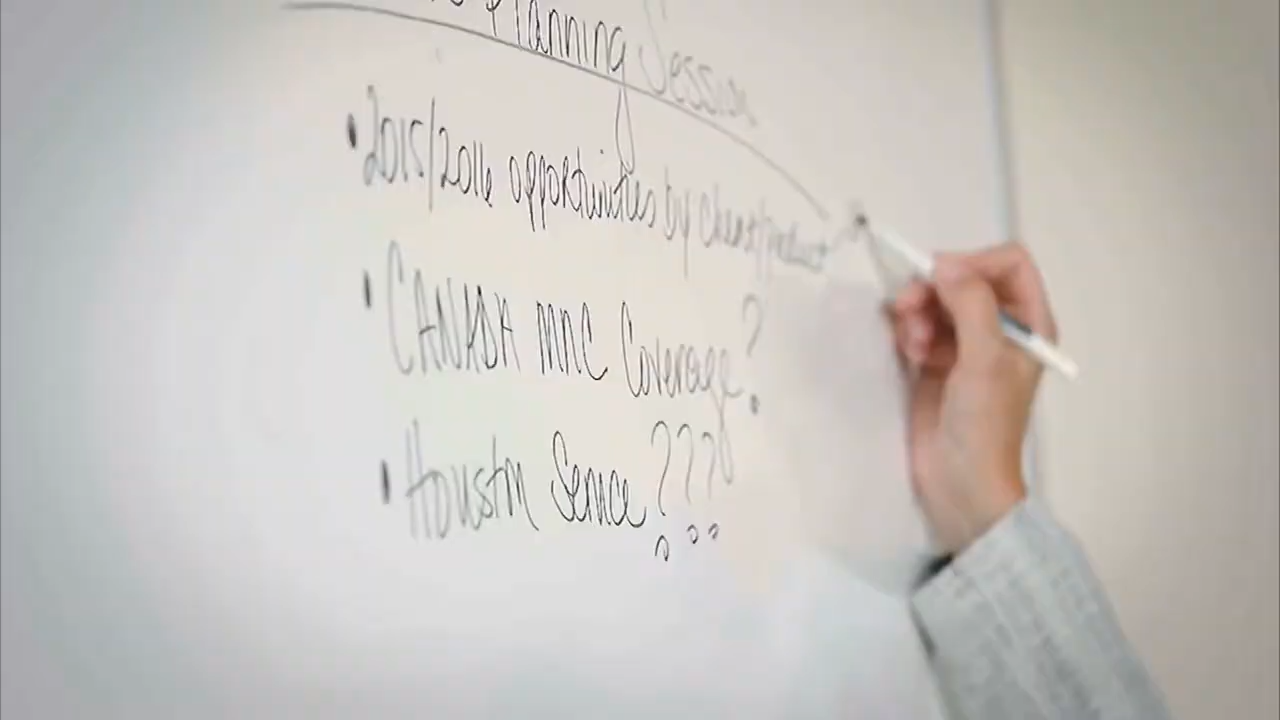 Planning Session
• 2015/2016 opportunities by client/product
• CANADA MNC Coverage?
• Houston Service ???